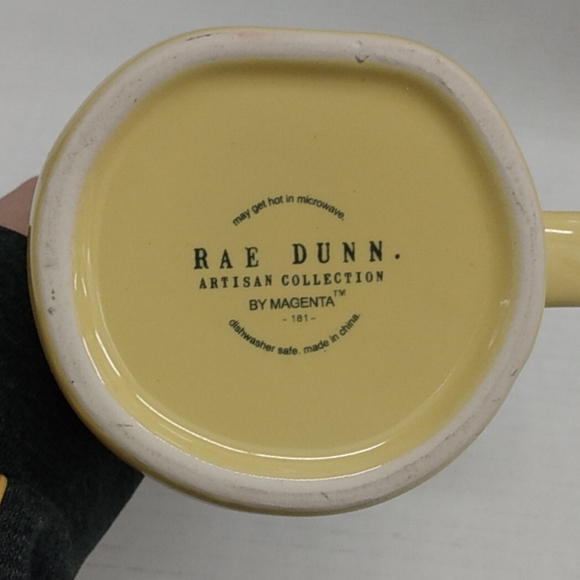 may get hot in microwave.
RAE DUNN.
ARTISAN COLLECTION
BY MAGENTA™
- 181 -
dishwasher safe. made in china.